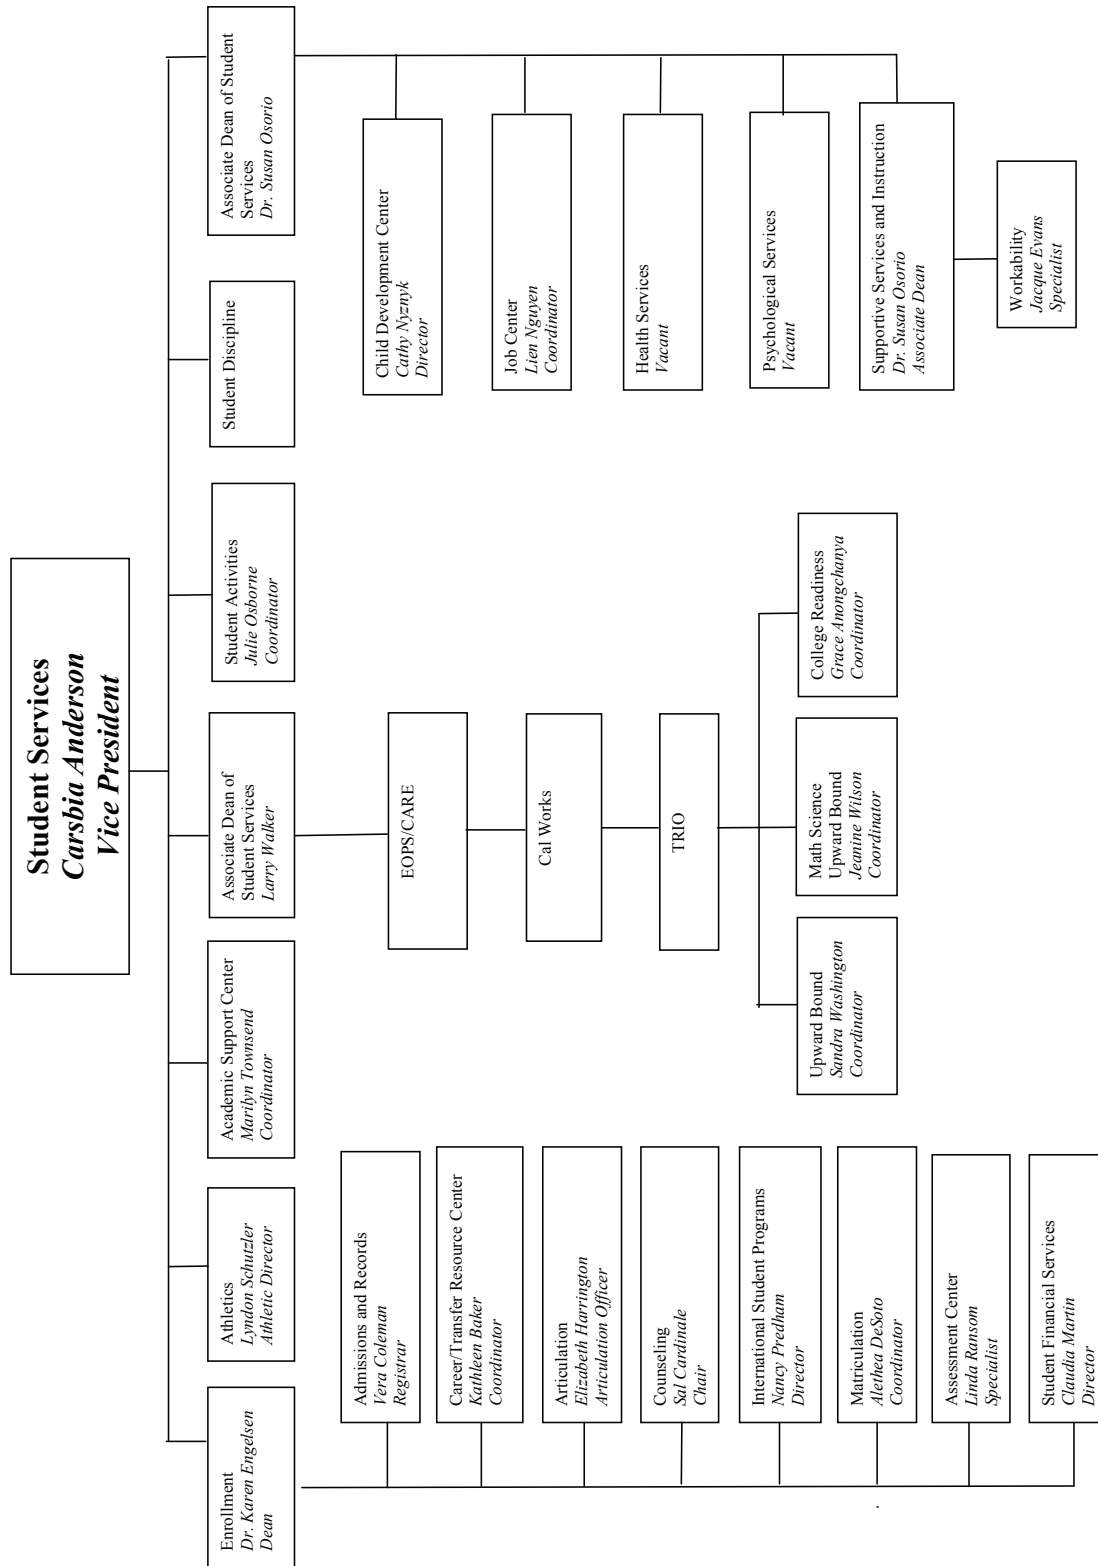 Student Services
Carsbia Anderson
Vice President
Enrollment
Dr. Karen Engelsen
Dean
Athletics
Lyndon Schutzler
Athletic Director
Academic Support Center
Marilyn Townsend
Coordinator
Associate Dean of
Student Services
Larry Walker
Student Activities
Julie Osborne
Coordinator
Student Discipline
Associate Dean of Student
Services
Dr. Susan Osorio
Admissions and Records
Vera Coleman
Registrar
Career/Transfer Resource Center
Kathleen Baker
Coordinator
Articulation
Elizabeth Harrington
Articulation Officer
Counseling
Sal Cardinale
Chair
International Student Programs
Nancy Predham
Director
Matriculation
Alethea DeSoto
Coordinator
Assessment Center
Linda Ransom
Specialist
Student Financial Services
Claudia Martin
Director
EOPS/CARE
Cal Works
TRIO
Upward Bound
Sandra Washington
Coordinator
Math Science
Upward Bound
Jeanine Wilson
Coordinator
College Readiness
Grace Anongchanya
Coordinator
Child Development Center
Cathy Nyznyk
Director
Job Center
Lien Nguyen
Coordinator
Health Services
Vacant
Psychological Services
Vacant
Supportive Services and Instruction
Dr. Susan Osorio
Associate Dean
Workability
Jacque Evans
Specialist